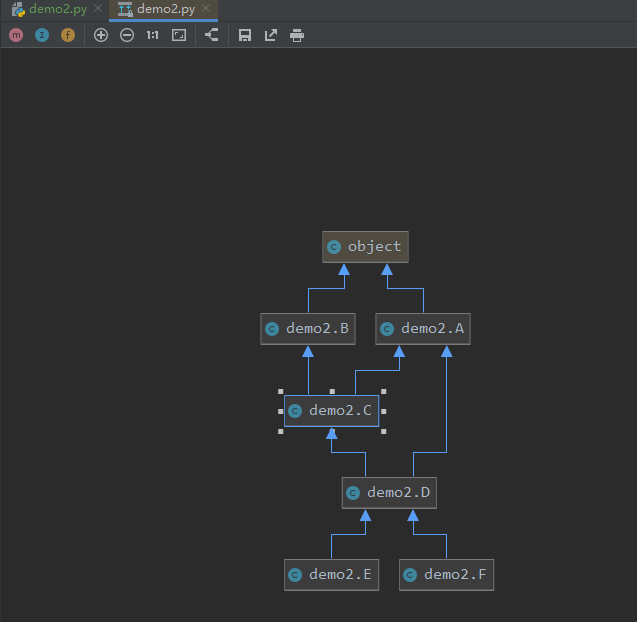 demo2.py demo2.py
m I f 1:1
C object
C demo2.B C demo2.A
C demo2.C
C demo2.D
C demo2.E C demo2.F